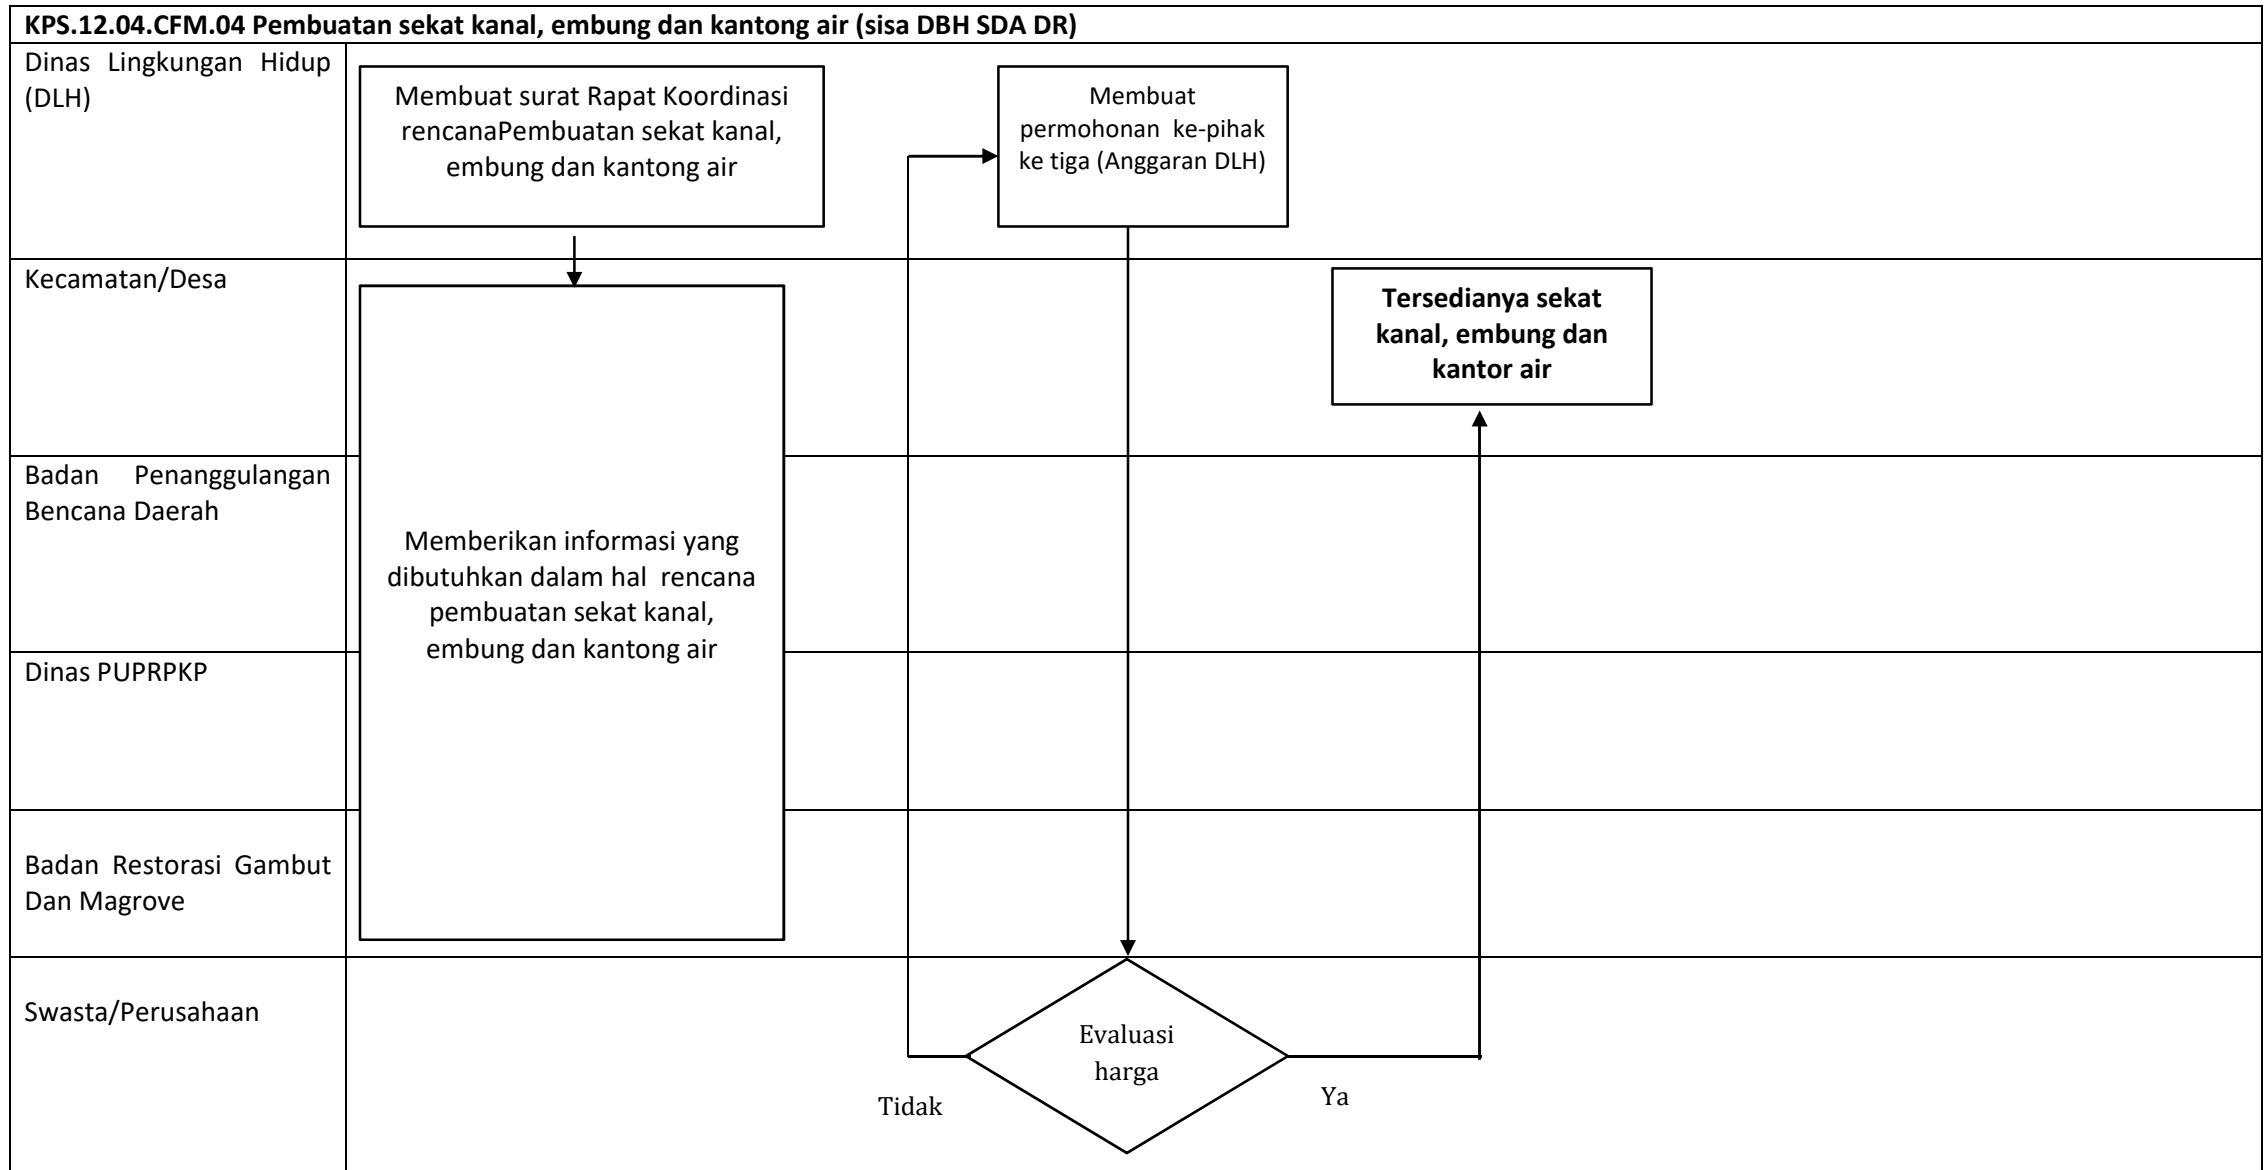 KPS.12.04.CFM.04 Pembuatan sekat kanal, embung dan kantong air (sisa DBH SDA DR)
Dinas Lingkungan Hidup
(DLH)
Membuat surat Rapat Koordinasi
rencanaPembuatan sekat kanal,
embung dan kantong air
Membuat
permohonan ke-pihak
ke tiga (Anggaran DLH)
Kecamatan/Desa
Tersedianya sekat
kanal, embung dan
kantor air
Badan Penanggulangan
Bencana Daerah
Memberikan informasi yang
dibutuhkan dalam hal rencana
pembuatan sekat kanal,
embung dan kantong air
Dinas PUPRPKP
Badan Restorasi Gambut
Dan Magrove
Swasta/Perusahaan
Evaluasi
harga
Tidak
Ya